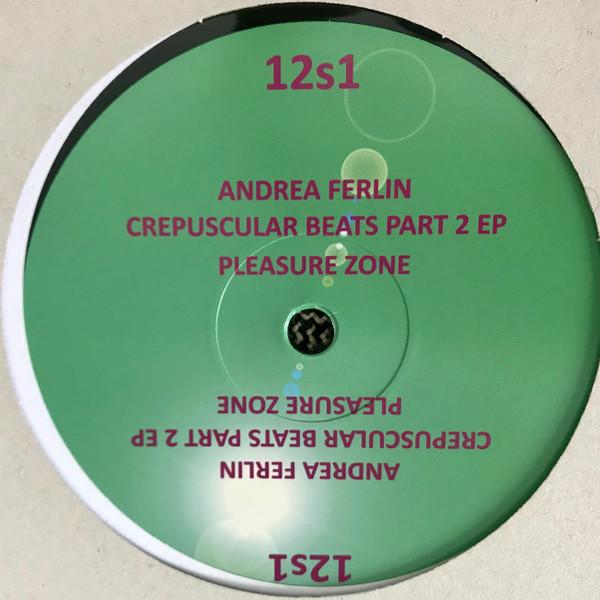 12s1
ANDREA FERLIN
CREPUSCULAR BEATS PART 2 EP
PLEASURE ZONE
12s1
ANDREA FERLIN
CREPUSCULAR BEATS PART 2 EP
PLEASURE ZONE